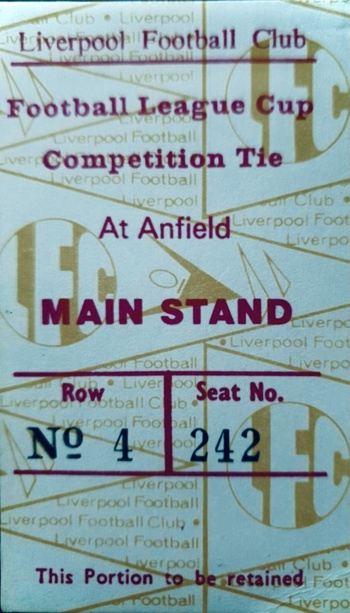 Liverpool Football Club
Football League Cup
Competition Tie
At Anfield
MAIN STAND
Row Seat No.
Nº 4 242
This Portion to be retained